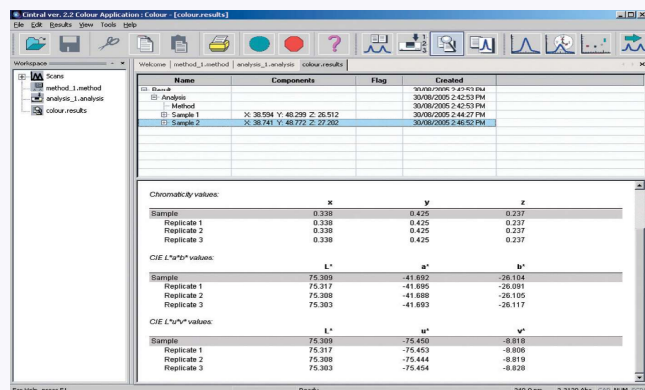 Cintral ver. 2.2 Colour Application : Colour - [colour.results]
File Edit Results View Tools Help
Workspace
Scans
method_1.method
analysis_1.analysis
colour.results
Welcome method_1.method analysis_1.analysis colour.results
Name Components Flag Created
Result 30/08/2005 2:42:53 PM
Analysis 30/08/2005 2:42:53 PM
Method 30/08/2005 2:42:53 PM
Sample 1 X: 38.594 Y: 48.299 Z: 26.512 30/08/2005 2:44:27 PM
Sample 2 X: 38.741 Y: 48.772 Z: 27.202 30/08/2005 2:46:52 PM
Chromaticity values:
x y z
Sample 0.338 0.425 0.237
Replicate 1 0.338 0.425 0.237
Replicate 2 0.338 0.425 0.237
Replicate 3 0.338 0.425 0.237
CIE L*a*b* values:
L* a* b*
Sample 75.309 -41.692 -26.104
Replicate 1 75.317 -41.695 -26.091
Replicate 2 75.308 -41.688 -26.105
Replicate 3 75.303 -41.693 -26.117
CIE L*u*v* values:
L* u* v*
Sample 75.309 -75.450 -8.818
Replicate 1 75.317 -75.453 -8.806
Replicate 2 75.308 -75.444 -8.819
Replicate 3 75.303 -75.454 -8.828
For Help, press F1 Ready